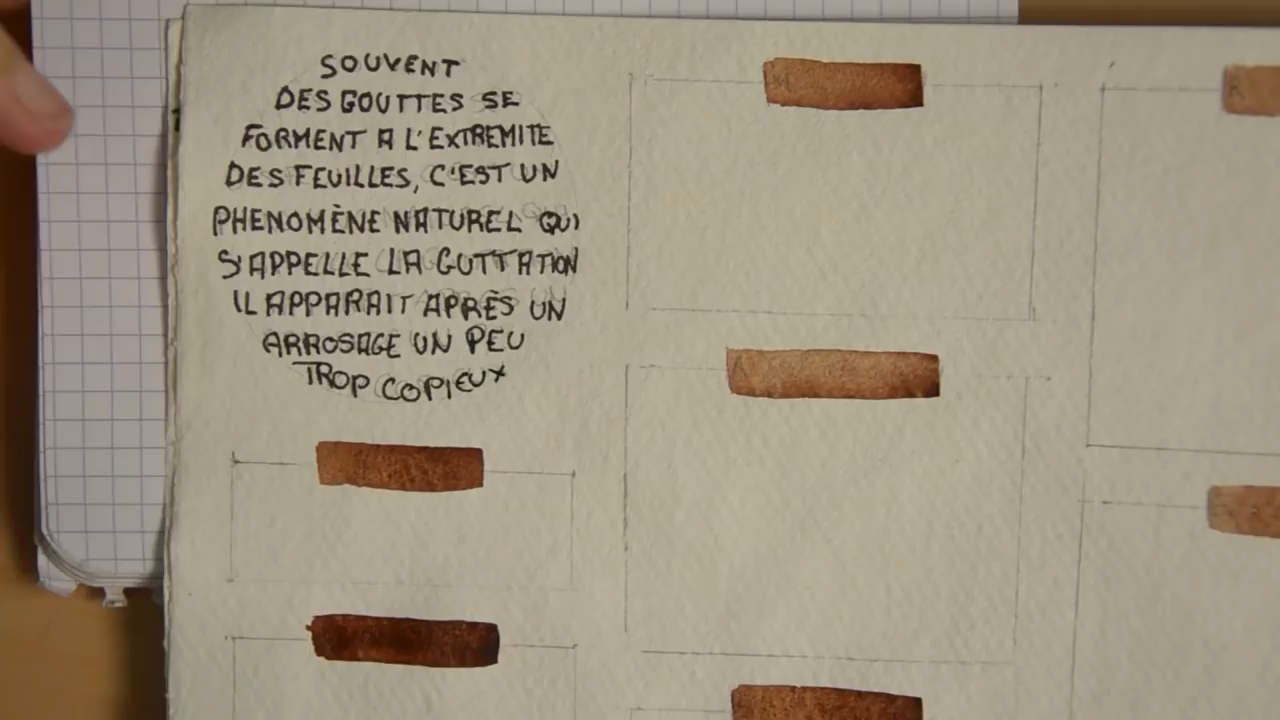 SOUVENT
DES GOUTTES SE
FORMENT A L'EXTREMITE
DES FEUILLES, C'EST UN
PHENOMÈNE NATUREL QUI
S'APPELLE LA GUTTATION
IL APPARAIT APRÈS UN
ARROSAGE UN PEU
TROP COPIEUX